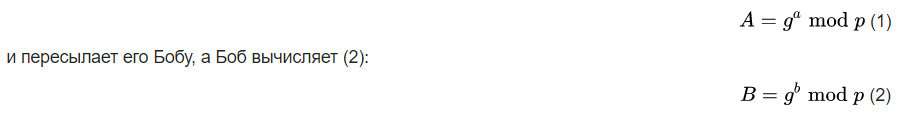 A = g^a mod p (1)
и пересылает его Бобу, а Боб вычисляет (2):
B = g^b mod p (2)